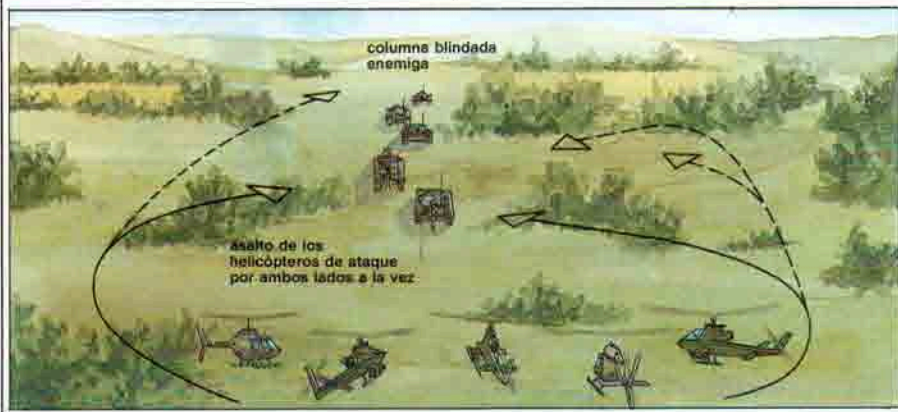 columna blindada
enemiga
asalto de los
helicópteros de ataque
por ambos lados a la vez